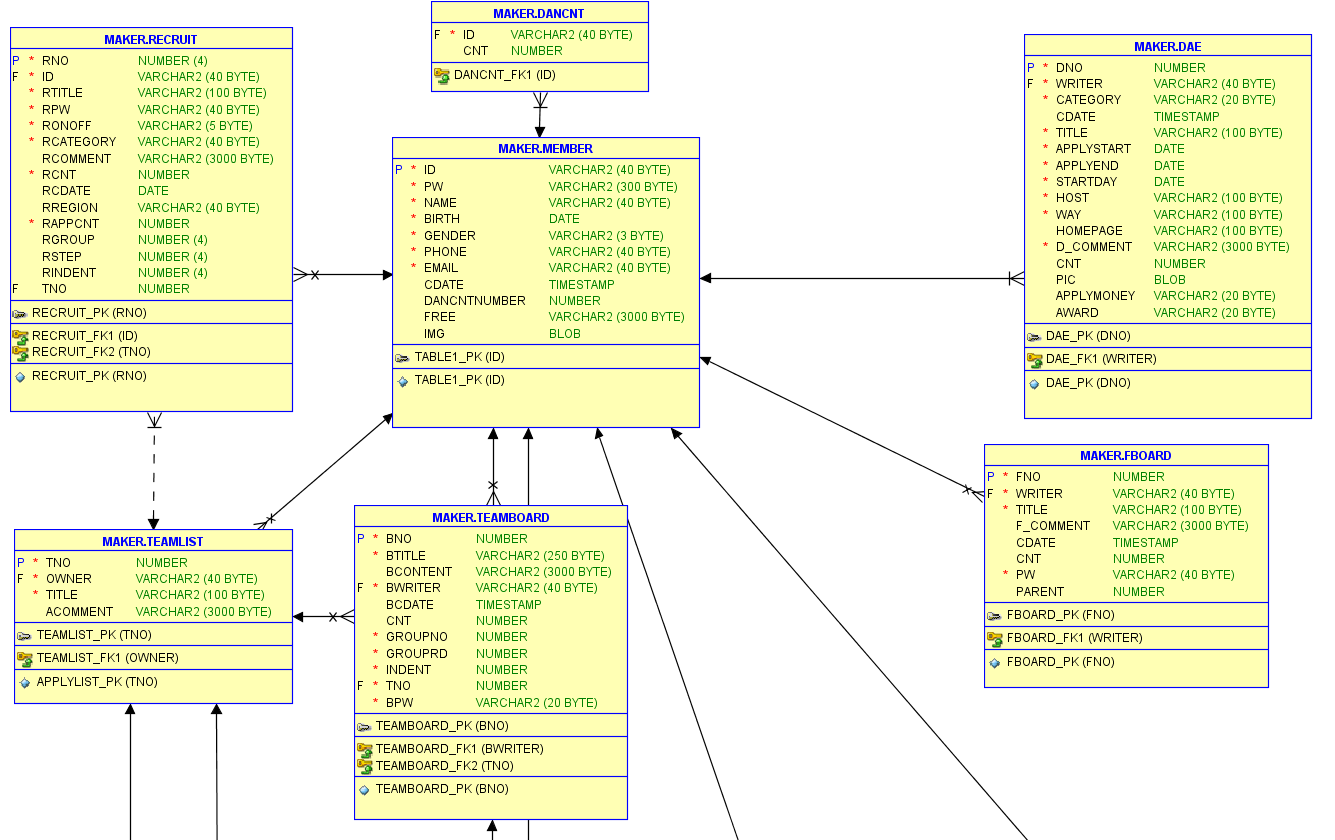 MAKER.DANCNT
F * ID VARCHAR2 (40 BYTE)
CNT NUMBER
DANCNT_FK1 (ID)
MAKER.RECRUIT
P * RNO NUMBER (4)
F * ID VARCHAR2 (40 BYTE)
* RTITLE VARCHAR2 (100 BYTE)
* RPW VARCHAR2 (40 BYTE)
* RONOFF VARCHAR2 (5 BYTE)
* RCATEGORY VARCHAR2 (40 BYTE)
RCOMMENT VARCHAR2 (3000 BYTE)
* RCNT NUMBER
RCDATE DATE
RREGION VARCHAR2 (40 BYTE)
* RAPPCNT NUMBER
RGROUP NUMBER (4)
RSTEP NUMBER (4)
RINDENT NUMBER (4)
F TNO NUMBER
RECRUIT_PK (RNO)
RECRUIT_FK1 (ID)
RECRUIT_FK2 (TNO)
RECRUIT_PK (RNO)
MAKER.MEMBER
P * ID VARCHAR2 (40 BYTE)
* PW VARCHAR2 (300 BYTE)
* NAME VARCHAR2 (40 BYTE)
* BIRTH DATE
* GENDER VARCHAR2 (3 BYTE)
* PHONE VARCHAR2 (40 BYTE)
* EMAIL VARCHAR2 (40 BYTE)
CDATE TIMESTAMP
DANCNTNUMBER NUMBER
FREE VARCHAR2 (3000 BYTE)
IMG BLOB
TABLE1_PK (ID)
TABLE1_PK (ID)
MAKER.DAE
P * DNO NUMBER
F * WRITER VARCHAR2 (40 BYTE)
* CATEGORY VARCHAR2 (20 BYTE)
CDATE TIMESTAMP
* TITLE VARCHAR2 (100 BYTE)
* APPLYSTART DATE
* APPLYEND DATE
* STARTDAY DATE
* HOST VARCHAR2 (100 BYTE)
* WAY VARCHAR2 (100 BYTE)
HOMEPAGE VARCHAR2 (100 BYTE)
* D_COMMENT VARCHAR2 (3000 BYTE)
CNT NUMBER
PIC BLOB
APPLYMONEY VARCHAR2 (20 BYTE)
AWARD VARCHAR2 (20 BYTE)
DAE_PK (DNO)
DAE_FK1 (WRITER)
DAE_PK (DNO)
MAKER.FBOARD
P * FNO NUMBER
F * WRITER VARCHAR2 (40 BYTE)
* TITLE VARCHAR2 (100 BYTE)
F_COMMENT VARCHAR2 (3000 BYTE)
CDATE TIMESTAMP
CNT NUMBER
* PW VARCHAR2 (40 BYTE)
PARENT NUMBER
FBOARD_PK (FNO)
FBOARD_FK1 (WRITER)
FBOARD_PK (FNO)
MAKER.TEAMLIST
P * TNO NUMBER
F * OWNER VARCHAR2 (40 BYTE)
* TITLE VARCHAR2 (100 BYTE)
ACOMMENT VARCHAR2 (3000 BYTE)
TEAMLIST_PK (TNO)
TEAMLIST_FK1 (OWNER)
APPLYLIST_PK (TNO)
MAKER.TEAMBOARD
P * BNO NUMBER
* BTITLE VARCHAR2 (250 BYTE)
BCONTENT VARCHAR2 (3000 BYTE)
F * BWRITER VARCHAR2 (40 BYTE)
BCDATE TIMESTAMP
CNT NUMBER
* GROUPNO NUMBER
* GROUPRD NUMBER
* INDENT NUMBER
F * TNO NUMBER
* BPW VARCHAR2 (20 BYTE)
TEAMBOARD_PK (BNO)
TEAMBOARD_FK1 (BWRITER)
TEAMBOARD_FK2 (TNO)
TEAMBOARD_PK (BNO)